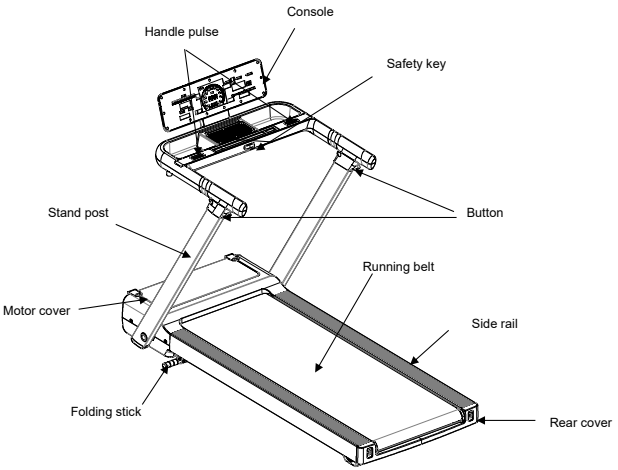 Console
Handle pulse
Safety key
Stand post
Button
Running belt
Motor cover
Side rail
Folding stick
Rear cover